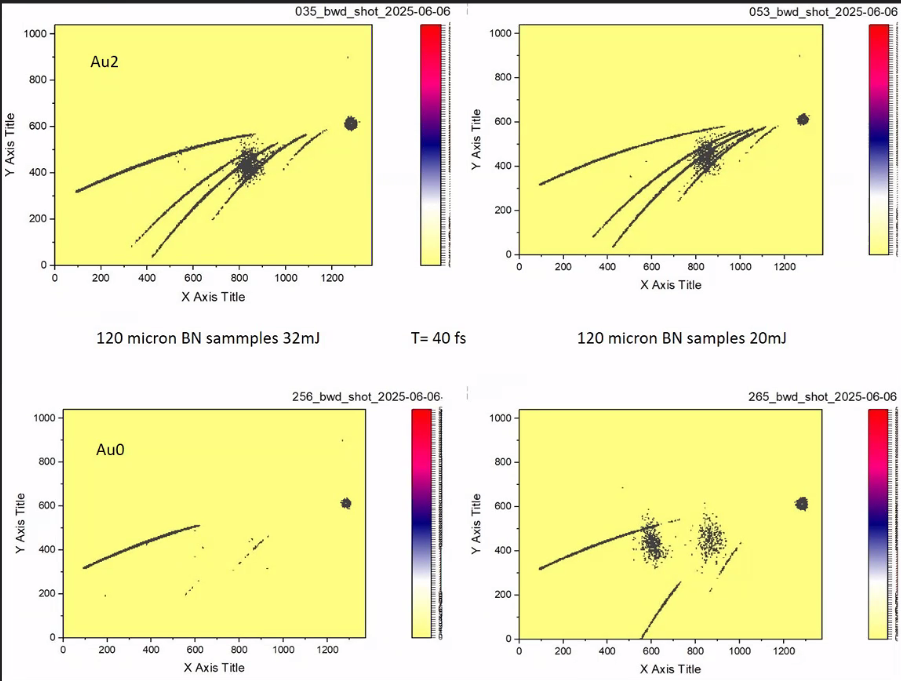 035_bwd_shot_2025-06-06
053_bwd_shot_2025-06-06
Au2
1000
800
600
400
200
0
Y Axis Title
0 200 400 600 800 1000 1200
X Axis Title
1000
800
600
400
200
0
Y Axis Title
0 200 400 600 800 1000 1200
X Axis Title
120 micron BN sammples 32mJ
T= 40 fs
120 micron BN samples 20mJ
256_bwd_shot_2025-06-06-
265_bwd_shot_2025-06-06
Au0
1000
800
600
400
200
0
Y Axis Title
0 200 400 600 800 1000 1200
X Axis Title
1000
800
600
400
200
0
Y Axis Title
0 200 400 600 800 1000 1200
X Axis Title